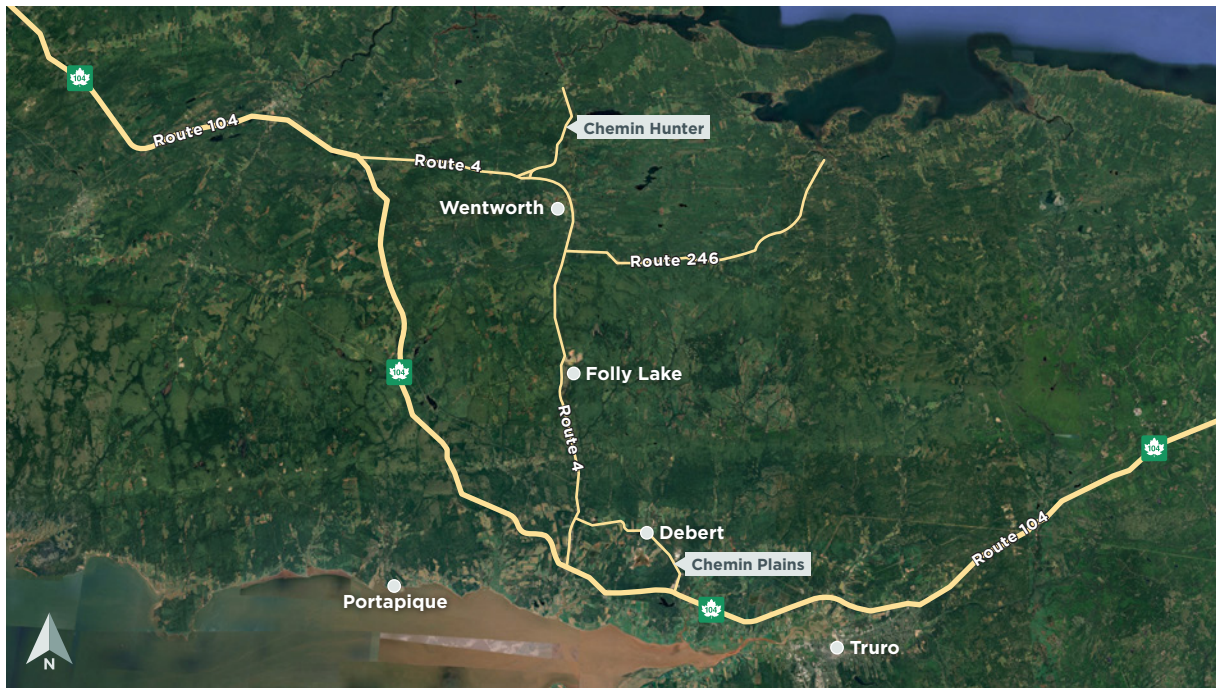 104
Route 104
Chemin Hunter
Route 4
Wentworth
Route 246
104
Folly Lake
Route 4
104
Route 104
Debert
Chemin Plains
Portapique
104
Truro
N